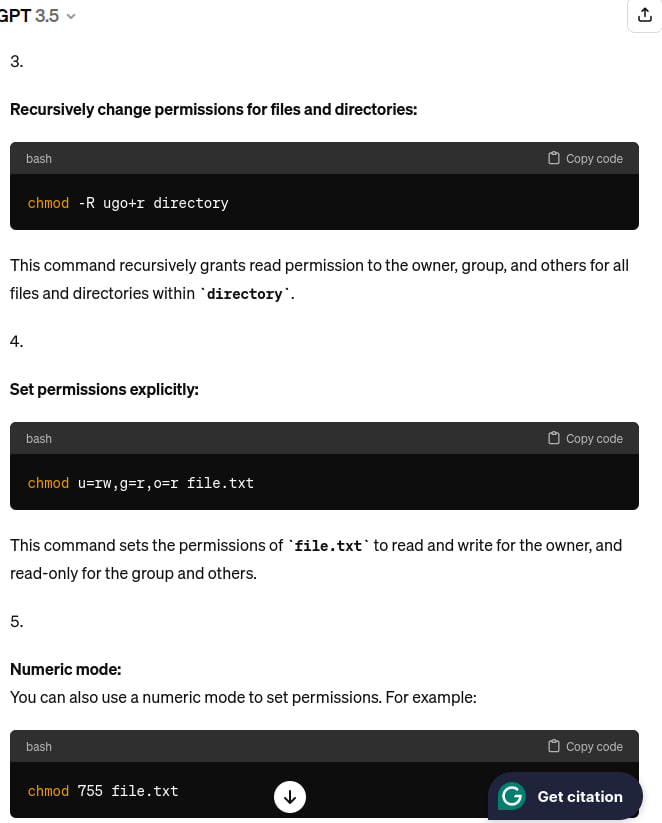 GPT 3.5
3.
Recursively change permissions for files and directories:
bash
Copy code
chmod -R ugo+r directory
This command recursively grants read permission to the owner, group, and others for all
files and directories within `directory`.
4.
Set permissions explicitly:
bash
Copy code
chmod u=rw,g=r,o=r file.txt
This command sets the permissions of `file.txt` to read and write for the owner, and
read-only for the group and others.
5.
Numeric mode:
You can also use a numeric mode to set permissions. For example:
bash
Copy code
chmod 755 file.txt
Get citation